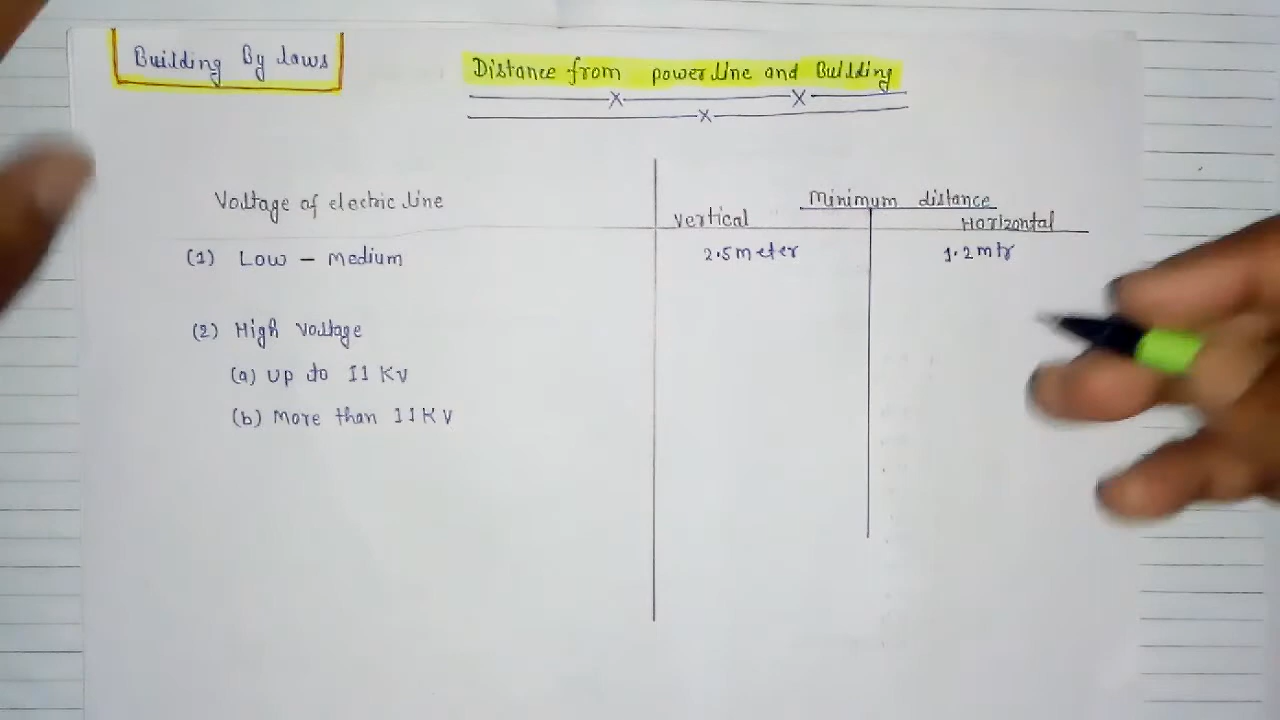 Building By Laws
Distance from power line and Building
Voltage of electric line
Minimum distance
Vertical
Horizontal
(1) Low – Medium
2.5 meter
1.2 mtr
(2) High Voltage
(a) Up to 11 KV
(b) More than 11 KV